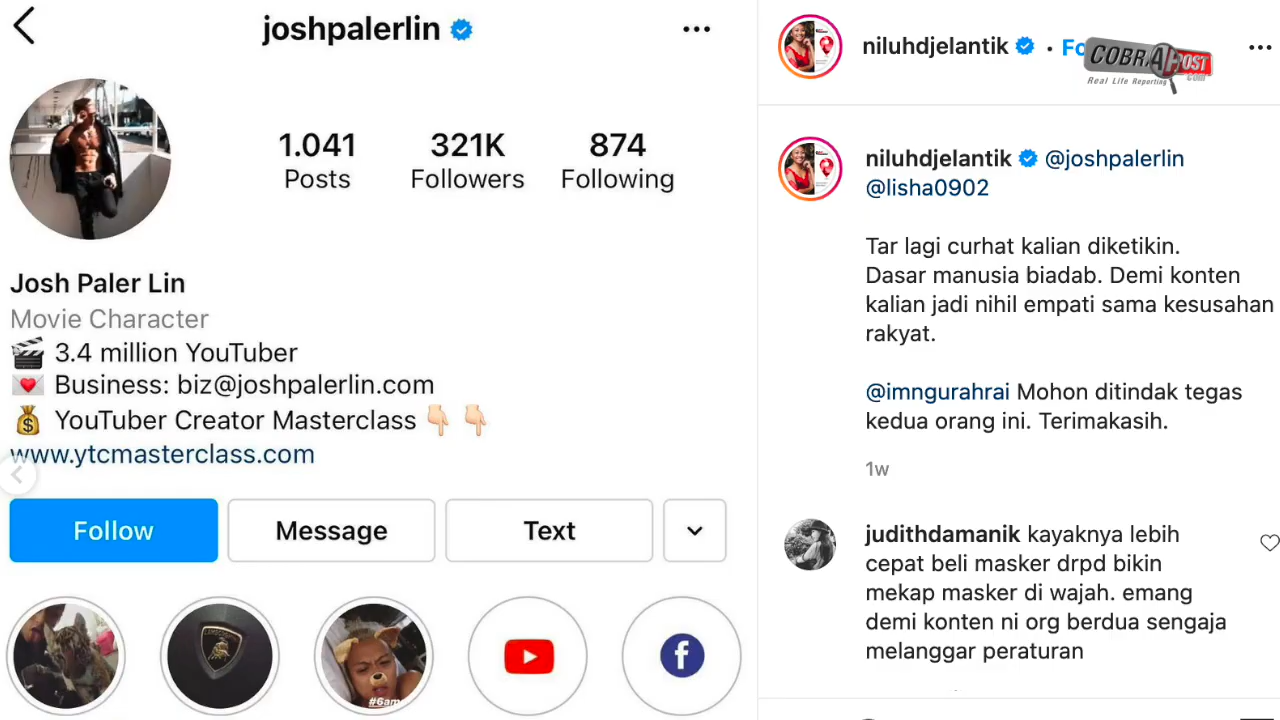 joshpalerlin
1.041 321K 874
Posts Followers Following
Josh Paler Lin
Movie Character
3.4 million YouTuber
Business: biz@joshpalerlin.com
YouTuber Creator Masterclass
www.ytcmasterclass.com
Follow Message Text
#6am
niluhdjelantik • Fo
COBRAPOST
.com
Real Life Reporting
niluhdjelantik @joshpalerlin
@lisha0902
Tar lagi curhat kalian diketikin.
Dasar manusia biadab. Demi konten
kalian jadi nihil empati sama kesusahan
rakyat.
@imngurahrai Mohon ditindak tegas
kedua orang ini. Terimakasih.
1w
judithdamanik kayaknya lebih
cepat beli masker drpd bikin
mekap masker di wajah. emang
demi konten ni org berdua sengaja
melanggar peraturan